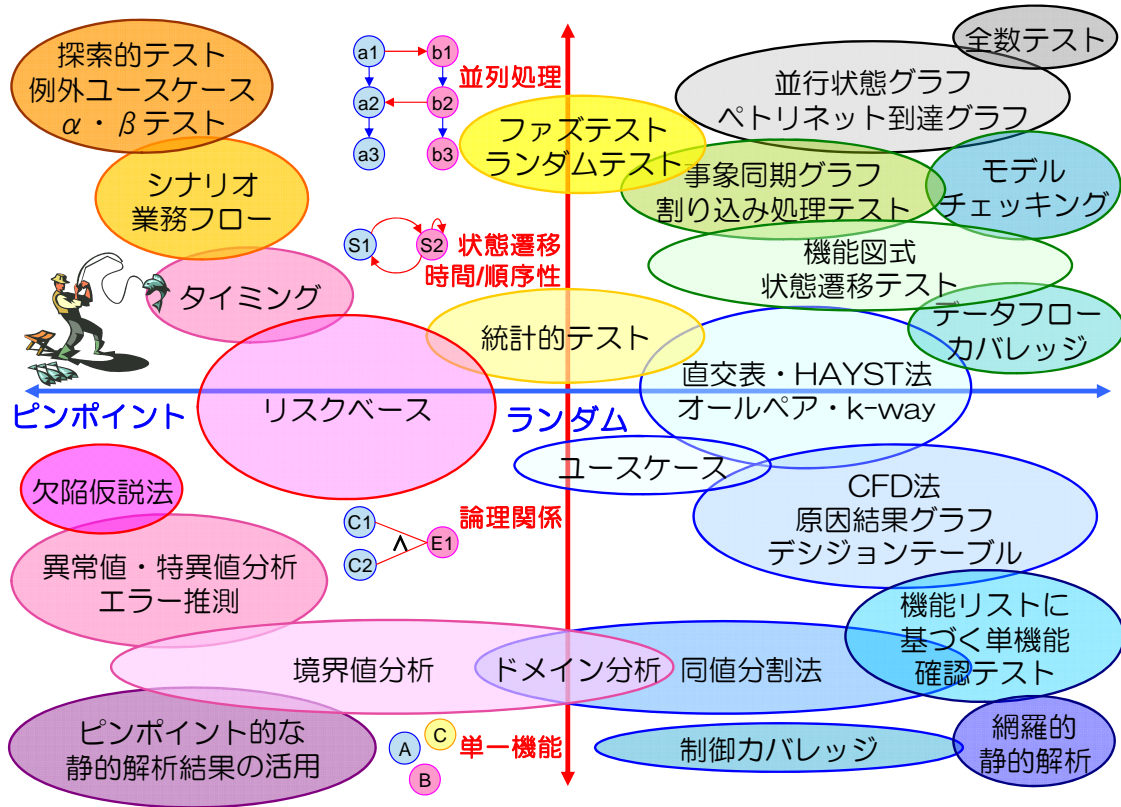 探索的テスト
例外ユースケース
α・βテスト
シナリオ
業務フロー
タイミング
a1
b1
a2
b2
a3
b3
並列処理
ファズテスト
ランダムテスト
全数テスト
並行状態グラフ
ペトリネット到達グラフ
事象同期グラフ
割り込み処理テスト
モデル
チェッキング
S1
S2
状態遷移
時間/順序性
機能図式
状態遷移テスト
データフロー
カバレッジ
統計的テスト
直交表・HAYST法
オールペア・k-way
リスクベース
ピンポイント
ランダム
ユースケース
欠陥仮説法
CFD法
原因結果グラフ
デシジョンテーブル
論理関係
C1
C2
∧
E1
異常値・特異値分析
エラー推測
機能リストに
基づく単機能
確認テスト
境界値分析
ドメイン分析
同値分割法
ピンポイント的な
静的解析結果の活用
A
B
C
単一機能
制御カバレッジ
網羅的
静的解析